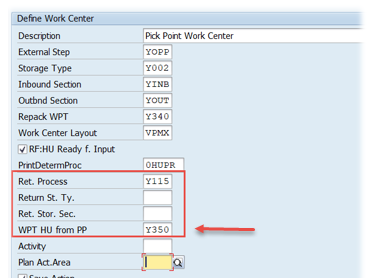 Define Work Center
Description Pick Point Work Center
External Step YOPP
Storage Type Y002
Inbound Section YINB
Outbnd Section YOUT
Repack WPT Y340
Work Center Layout VPMX
RF:HU Ready f. Input
PrintDetermProc 0HUPR
Ret. Process Y115
Return St. Ty.
Ret. Stor. Sec.
WPT HU from PP Y350
Activity
Plan Act.Area
Save Action